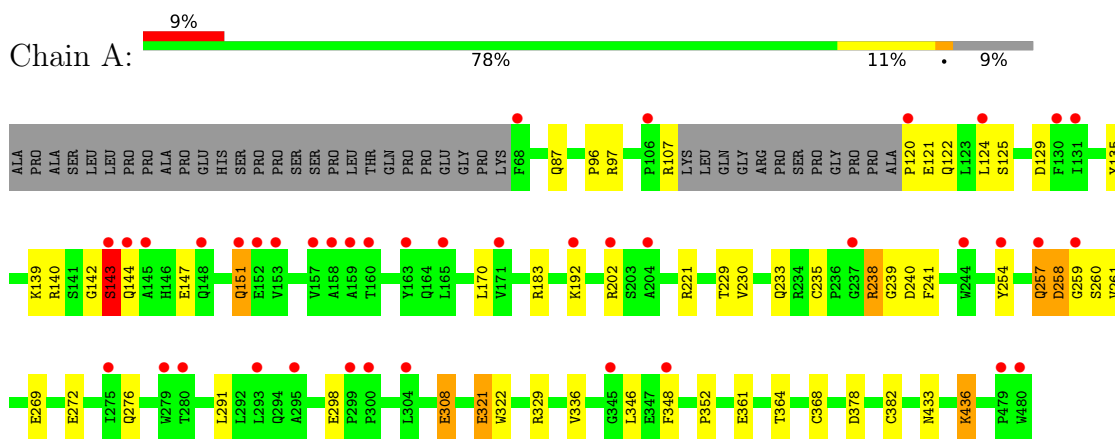 9%
Chain A:
78% 11% • 9%
ALA PRO ALA SER LEU LEU PRO PRO ALA GLU HIS SER PRO PRO SER SER PRO LEU THR GLN PRO PRO GLU GLY PRO LYS F68 Q87 P96 R97 P106 R107 LYS LEU GLN GLY ARG PRO SER PRO GLY PRO PRO ALA P120 E121 Q122 L123 L124 S125 D129 F130 I131
K139 R140 S141 G142 S143 Q144 A145 H146 E147 Q148 Q151 E152 V153 V157 A158 A159 T160 Y163 Q164 L165 L170 V171 R183 K192 R202 S203 A204 R221 T229 V230 Q233 R234 C235 P236 G237 R238 G239 D240 F241 W244 Y254 Q257 D258 G259 S260
E269 E272 I275 Q276 W279 T280 L291 L292 L293 Q294 A295 E298 P299 P300 L304 E308 E321 W322 R329 V336 G345 L346 E347 F348 P352 E361 T364 C368 D378 C382 N433 K436 P479 W480